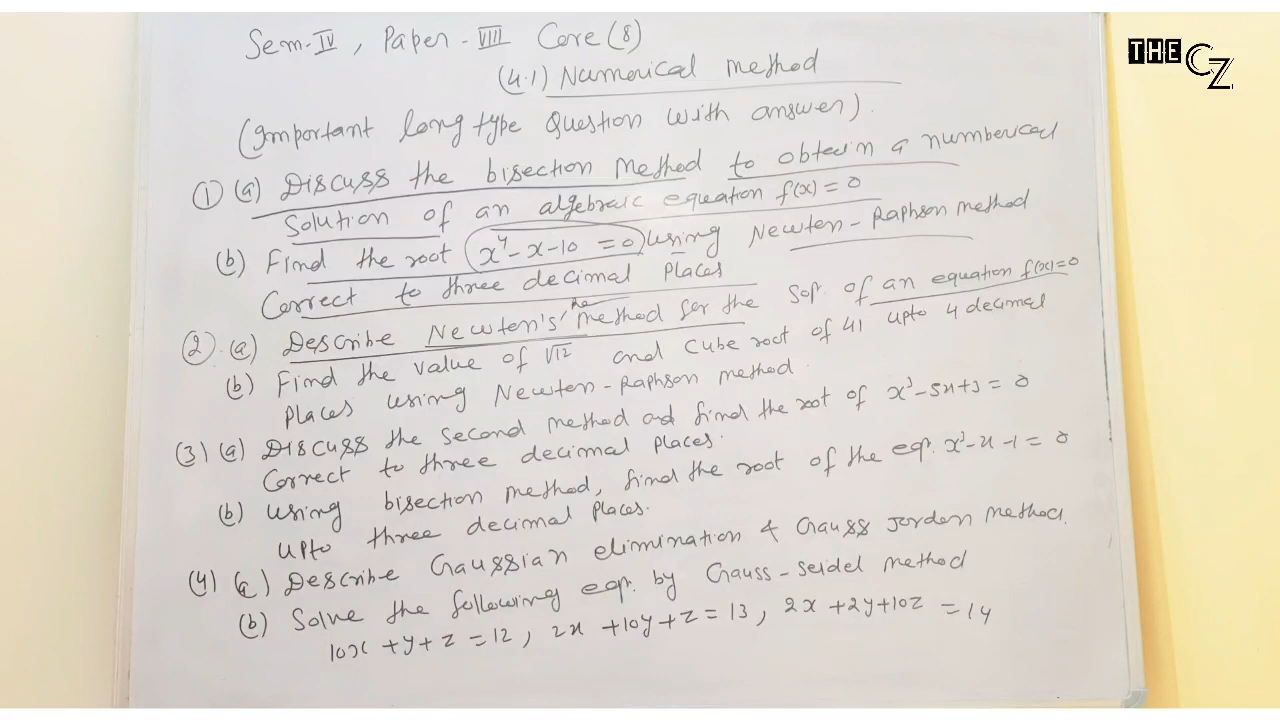 THE CZ
Sem-IV, Paper-VIII Core (8)
(4.1) Numerical method
(Important long type Question with answer).
① (a) Discuss the bisection Method to obtain a numberical
Solution of an algebraic equation f(x) = 0
(b) Find the root x⁴-x-10 = 0 using Newton-Raphson method
Correct to three decimal Places
② (a) Describe Newton's' the method for the Soln. of an equation f(x)=0
(b) Find the value of √12 and Cube root of 41 upto 4 decimal
Places using Newton-Raphson method.
(3) (a) Discuss the Second method and find the root of x³-5x+3 = 0
Correct to three decimal places.
(b) using bisection method, find the root of the eqn. x³-x-1 = 0
upto three decimal places.
(4) (a) Describe Gaussian elimination & Gauss Jorden method.
(b) Solve the following eqn. by Gauss-Seidel method
10x +y+z =12, 2x +10y+z = 13, 2x +2y+10z = 14